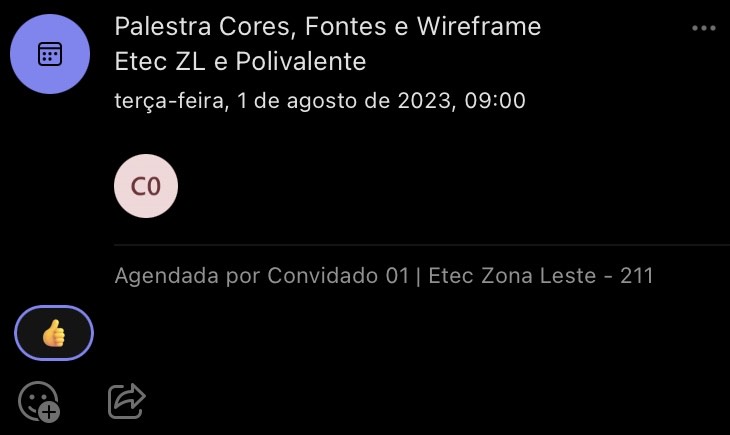 Palestra Cores, Fontes e Wireframe
Etec ZL e Polivalente
terça-feira, 1 de agosto de 2023, 09:00
C0
Agendada por Convidado 01 | Etec Zona Leste - 211